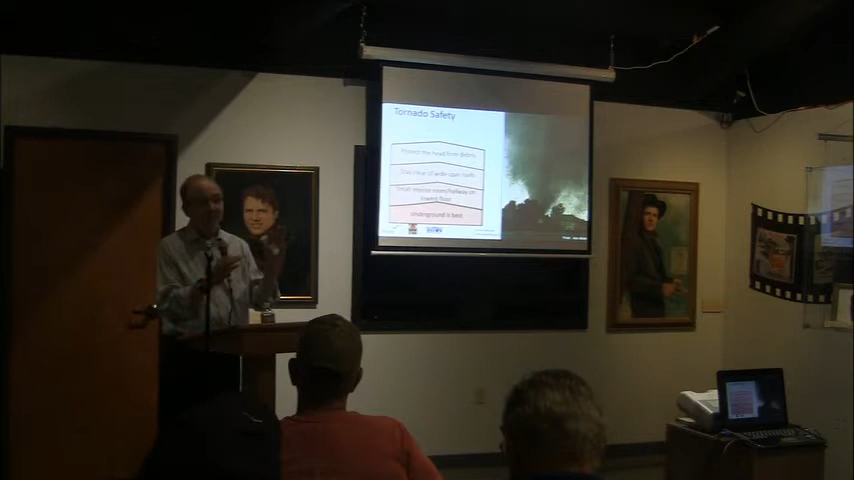 Tornado Safety
Protect the head from debris
Stay clear of wide-open roofs
Small interior room/hallway on
lowest floor
Underground is best